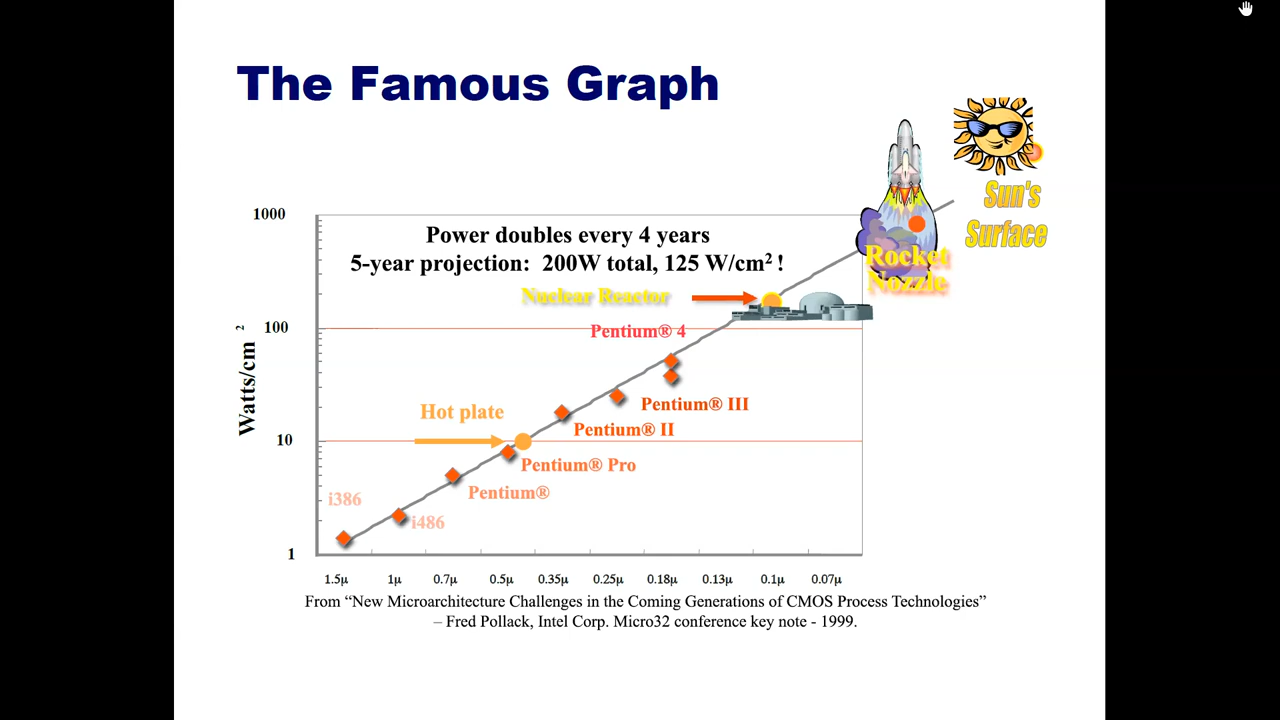 The Famous Graph
Sun's
Surface
1000
Power doubles every 4 years
5-year projection: 200W total, 125 W/cm² !
Rocket
Nozzle
Nuclear Reactor
100
Pentium® 4
Watts/cm²
Pentium® III
Hot plate
Pentium® II
10
Pentium® Pro
Pentium®
i386
i486
1
1.5μ 1μ 0.7μ 0.5μ 0.35μ 0.25μ 0.18μ 0.13μ 0.1μ 0.07μ
From “New Microarchitecture Challenges in the Coming Generations of CMOS Process Technologies”
– Fred Pollack, Intel Corp. Micro32 conference key note - 1999.